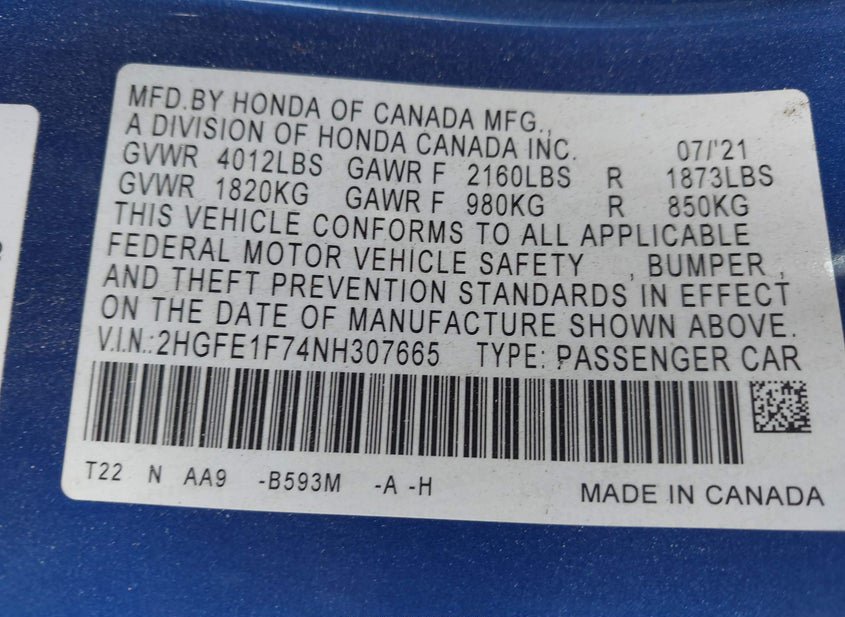 MFD.BY HONDA OF CANADA MFG.,
A DIVISION OF HONDA CANADA INC. 07/'21
GVWR 4012LBS GAWR F 2160LBS R 1873LBS
GVWR 1820KG GAWR F 980KG R 850KG
THIS VEHICLE CONFORMS TO ALL APPLICABLE
FEDERAL MOTOR VEHICLE SAFETY , BUMPER ,
AND THEFT PREVENTION STANDARDS IN EFFECT
ON THE DATE OF MANUFACTURE SHOWN ABOVE.
V.I.N.:2HGFE1F74NH307665 TYPE: PASSENGER CAR
T22 N AA9 -B593M -A -H MADE IN CANADA